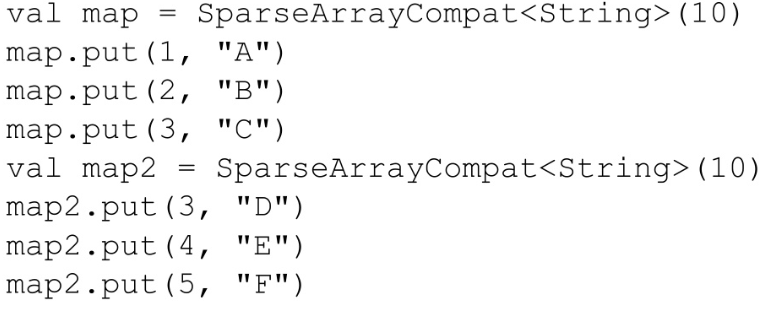 val map = SparseArrayCompat<String>(10)
map.put(1, "A")
map.put(2, "B")
map.put(3, "C")
val map2 = SparseArrayCompat<String>(10)
map2.put(3, "D")
map2.put(4, "E")
map2.put(5, "F")